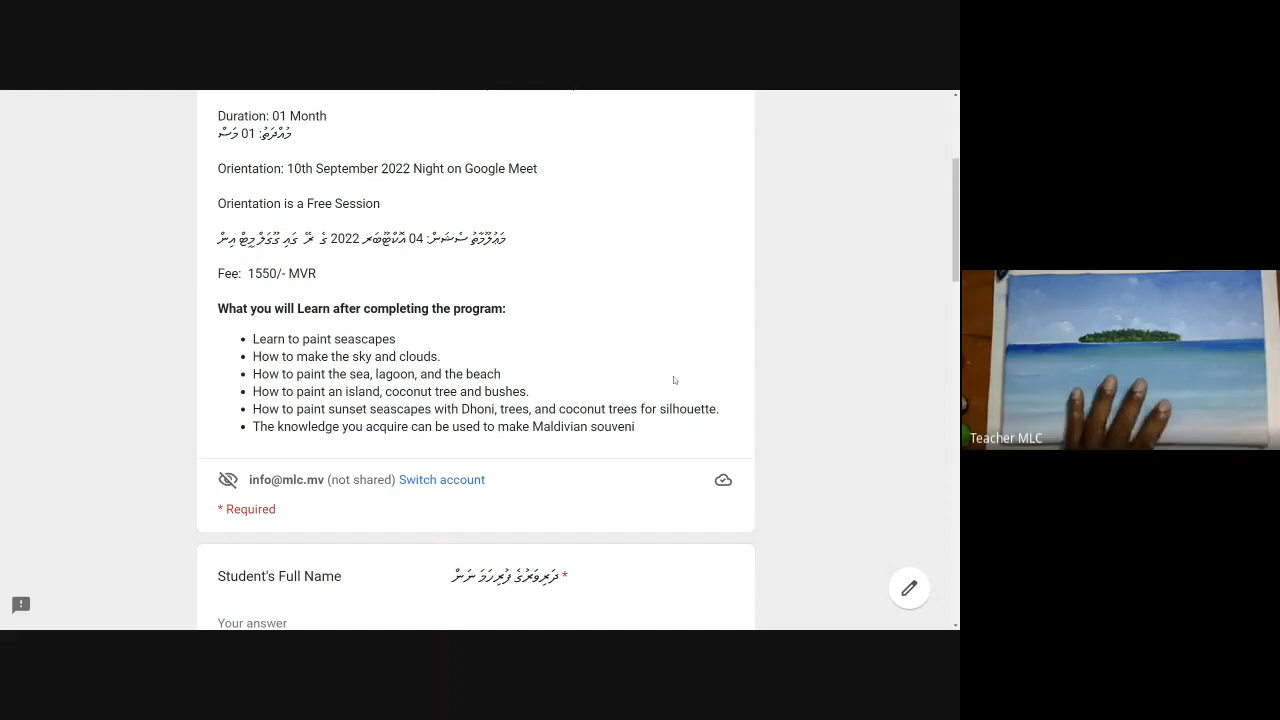 Duration: 01 Month
މުއްދަތު: 01 މަސް
Orientation: 10th September 2022 Night on Google Meet
Orientation is a Free Session
މައުލޫމާތު ސެޝަން: 04 އޮކްޓޫބަރ 2022 ގެ ރޭ ގައި ގޫގަލް މީޓް އިން
Fee: 1550/- MVR
What you will Learn after completing the program:
• Learn to paint seascapes
• How to make the sky and clouds.
• How to paint the sea, lagoon, and the beach
• How to paint an island, coconut tree and bushes.
• How to paint sunset seascapes with Dhoni, trees, and coconut trees for silhouette.
• The knowledge you acquire can be used to make Maldivian souveni
info@mlc.mv (not shared) Switch account
* Required
Student's Full Name ދަރިވަރުގެ ފުރިހަމަ ނަން *
Your answer
Teacher MLC